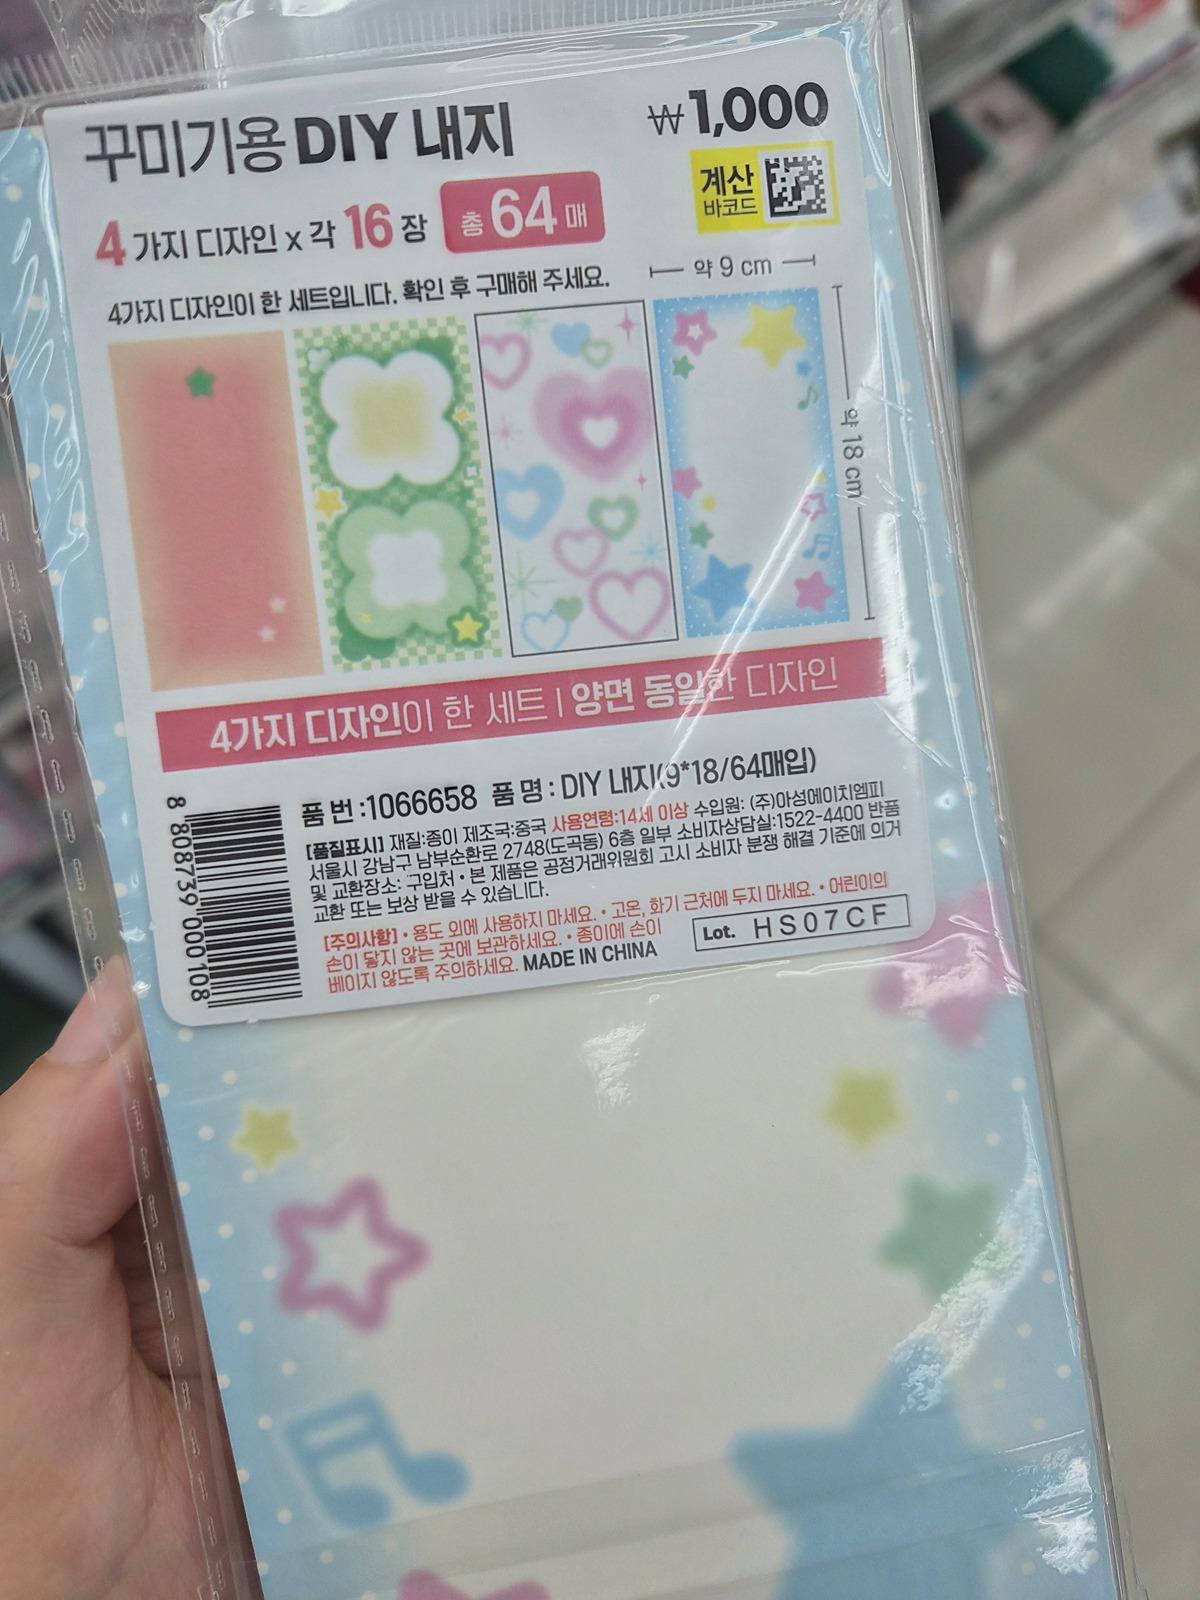 꾸미기용 DIY 내지
₩1,000
4가지 디자인 x 각 16장 총 64매
계산
바코드
4가지 디자인이 한 세트입니다. 확인 후 구매해 주세요.
약 9 cm
약 18 cm
4가지 디자인이 한 세트 | 양면 동일한 디자인
품 번 : 1066658 품 명 : DIY 내지(9*18/64매입)
[품질표시] 재질:종이 제조국:중국 사용연령:14세 이상 수입원: (주)아성에이치엠피
서울시 강남구 남부순환로 2748(도곡동) 6층 일부 소비자상담실:1522-4400 반품
및 교환장소: 구입처 • 본 제품은 공정거래위원회 고시 소비자 분쟁 해결 기준에 의거
교환 또는 보상 받을 수 있습니다.
[주의사항] • 용도 외에 사용하지 마세요. • 고온, 화기 근처에 두지 마세요. • 어린이의
손이 닿지 않는 곳에 보관하세요. • 종이에 손이
베이지 않도록 주의하세요. MADE IN CHINA
Lot. HS07CF
8 808739 000108